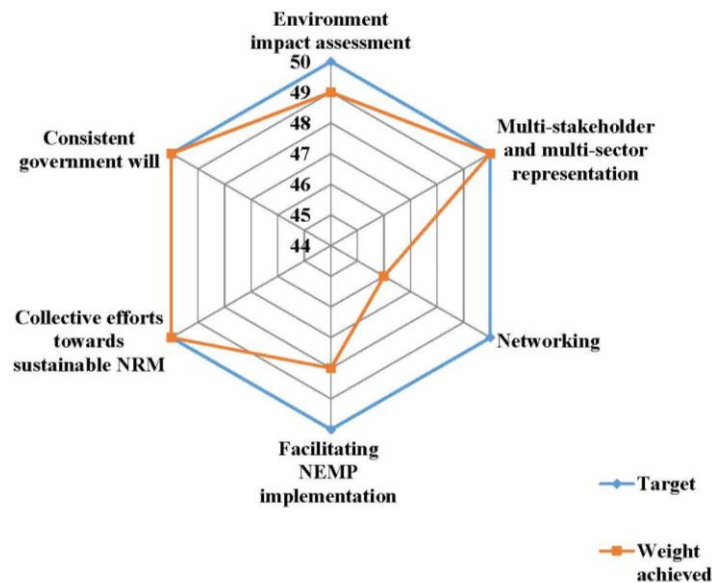 Environment
impact assessment
50
49
48
47
46
45
44
Multi-stakeholder
and multi-sector
representation
Networking
Facilitating
NEMP
implementation
Collective efforts
towards
sustainable NRM
Consistent
government will
Target
Weight
achieved